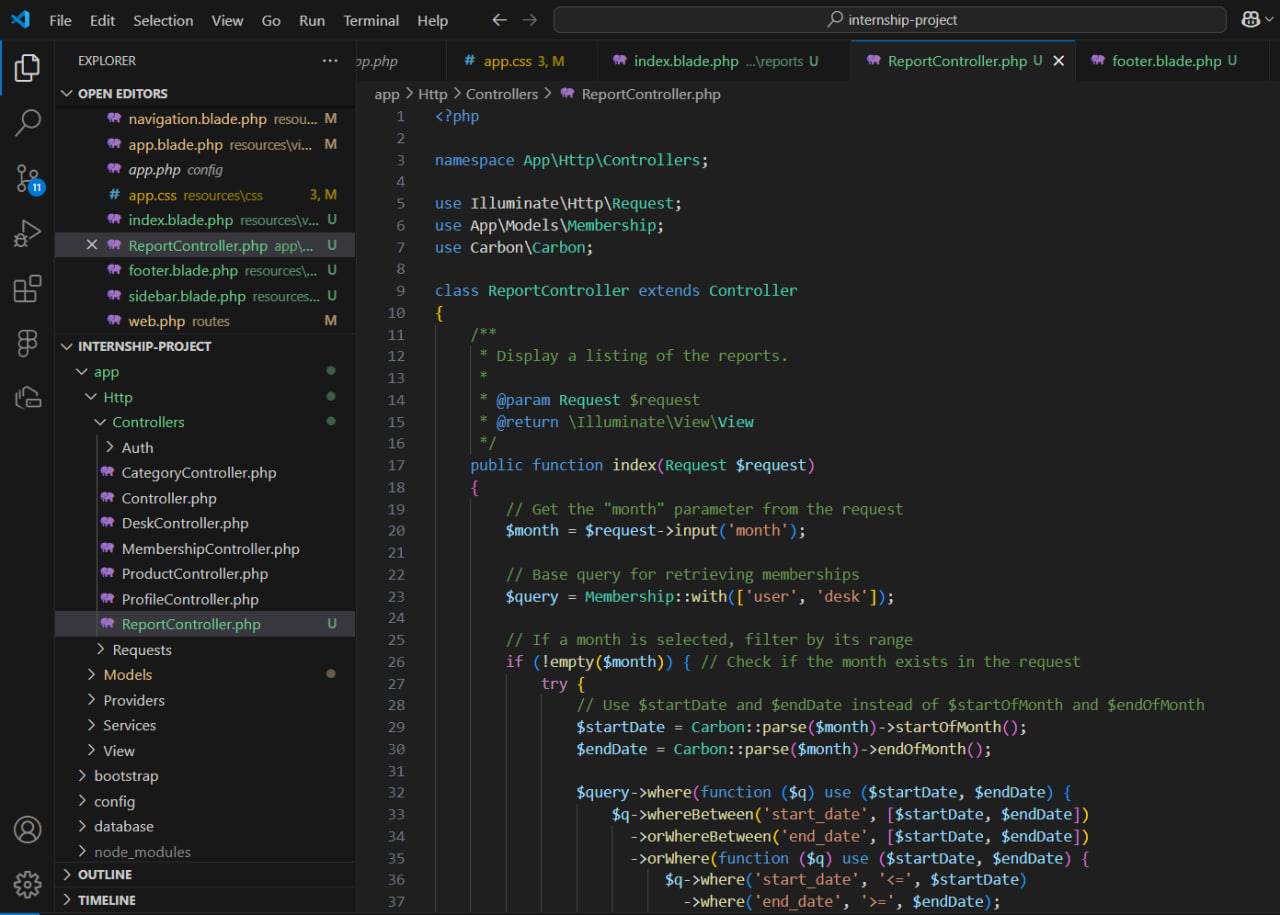 File Edit Selection View Go Run Terminal Help internship-project
EXPLORER
OPEN EDITORS
navigation.blade.php resou... M
app.blade.php resources\vi... M
app.php config
app.css resources\css 3, M
index.blade.php resources\v... U
ReportController.php app\... U
footer.blade.php resources\... U
sidebar.blade.php resources... U
web.php routes M
INTERNSHIP-PROJECT
app
Http
Controllers
Auth
CategoryController.php
Controller.php
DeskController.php
MembershipController.php
ProductController.php
ProfileController.php
ReportController.php U
Requests
Models
Providers
Services
View
bootstrap
config
database
node_modules
OUTLINE
TIMELINE
11
app.css 3, M index.blade.php ...\reports U ReportController.php U footer.blade.php U
app > Http > Controllers > ReportController.php
1 <?php
2
3 namespace App\Http\Controllers;
4
5 use Illuminate\Http\Request;
6 use App\Models\Membership;
7 use Carbon\Carbon;
8
9 class ReportController extends Controller
10 {
11 /**
12 * Display a listing of the reports.
13 *
14 * @param Request $request
15 * @return \Illuminate\View\View
16 */
17 public function index(Request $request)
18 {
19 // Get the "month" parameter from the request
20 $month = $request->input('month');
21
22 // Base query for retrieving memberships
23 $query = Membership::with(['user', 'desk']);
24
25 // If a month is selected, filter by its range
26 if (!empty($month)) { // Check if the month exists in the request
27 try {
28 // Use $startDate and $endDate instead of $startOfMonth and $endOfMonth
29 $startDate = Carbon::parse($month)->startOfMonth();
30 $endDate = Carbon::parse($month)->endOfMonth();
31
32 $query->where(function ($q) use ($startDate, $endDate) {
33 $q->whereBetween('start_date', [$startDate, $endDate])
34 ->orWhereBetween('end_date', [$startDate, $endDate])
35 ->orWhere(function ($q) use ($startDate, $endDate) {
36 $q->where('start_date', '<=', $startDate)
37 ->where('end_date', '>=', $endDate);